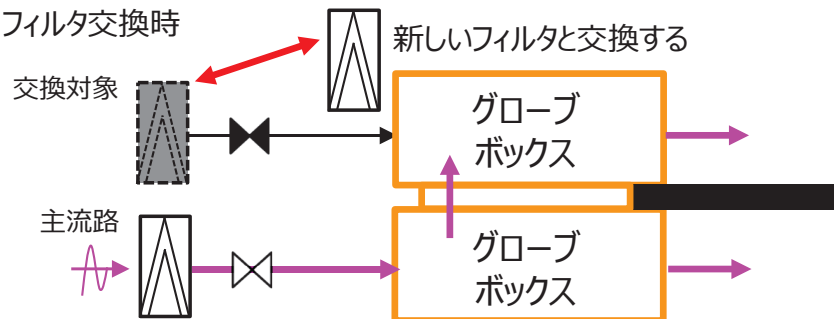 フィルタ交換時
新しいフィルタと交換する
交換対象
グローブ
ボックス
主流路
グローブ
ボックス